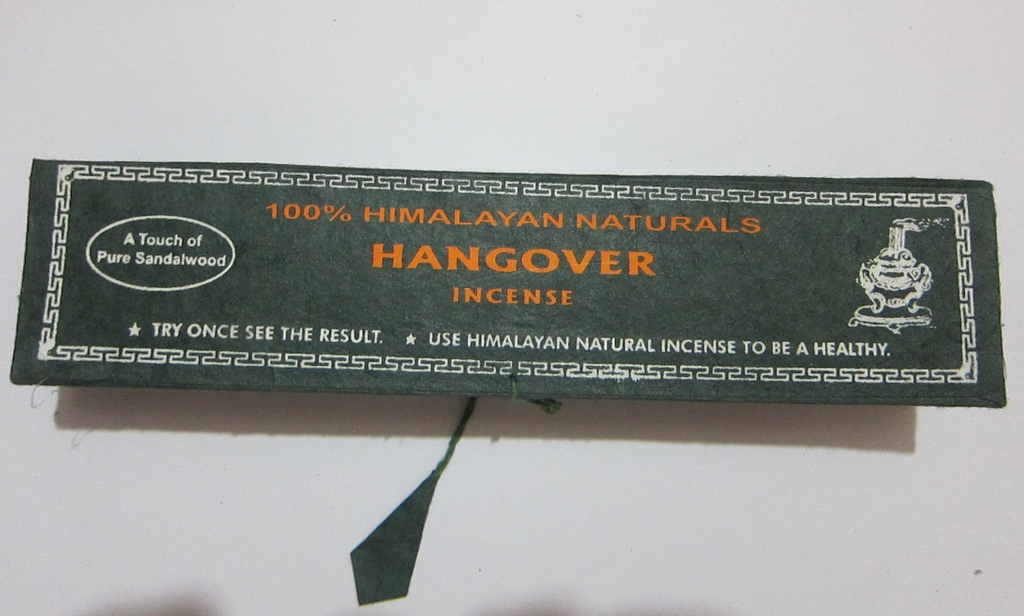 100% HIMALAYAN NATURALS
HANGOVER
INCENSE
A Touch of
Pure Sandalwood
★ TRY ONCE SEE THE RESULT. ★ USE HIMALAYAN NATURAL INCENSE TO BE A HEALTHY.